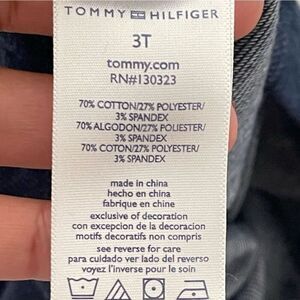 TOMMY HILFIGER
3T
tommy.com
RN#130323
70% COTTON/27% POLYESTER/
3% SPANDEX
70% ALGODON/27% POLIESTER/
3% SPANDEX
70% COTON/27% POLYESTER/
3% SPANDEX
made in china
hecho en china
fabrique en chine
exclusive of decoration
con excepcion de la decoracion
motifs decoratifs non compris
see reverse for care
para cuidado ver lado del reverso
voyez l'inverse pour le soin